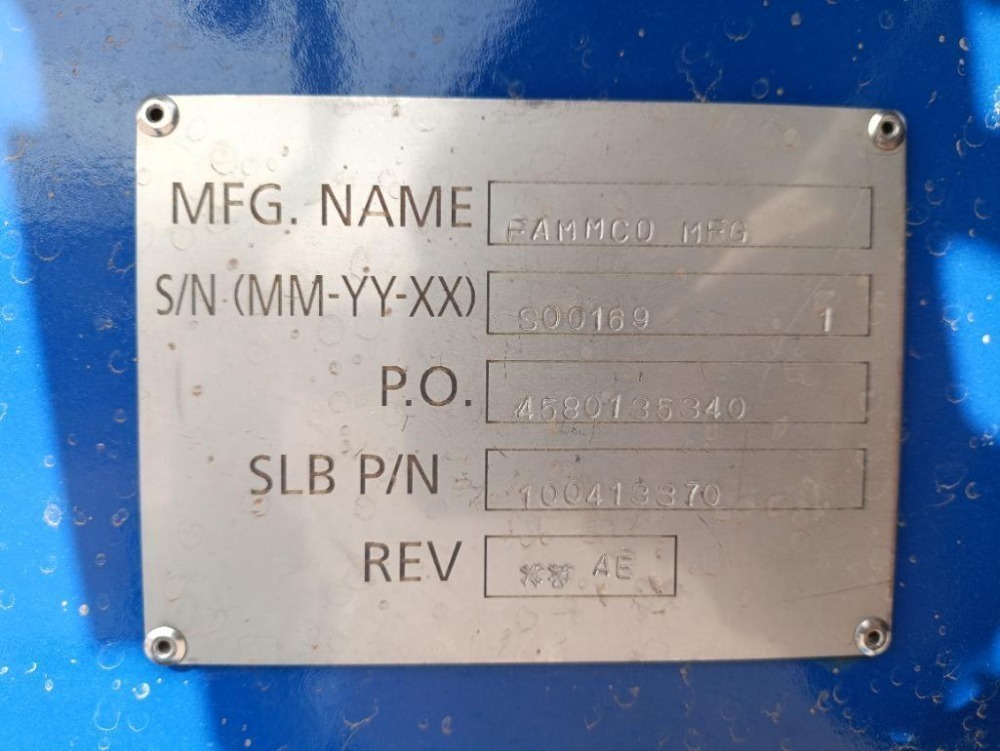 MFG. NAME FAMMCO MFG
S/N (MM-YY-XX) S00169 1
P.O. 4580135340
SLB P/N 100413370
REV AE